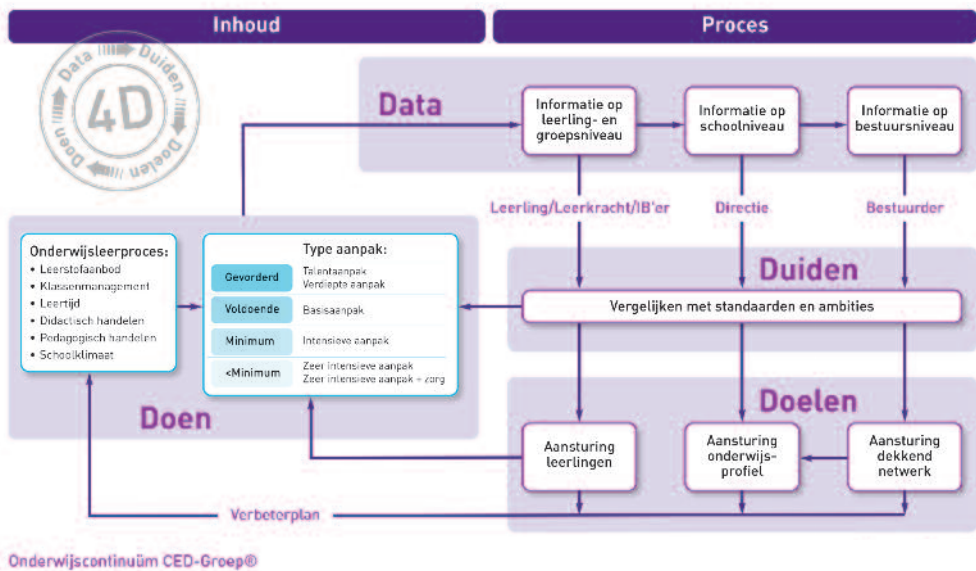 Inhoud
Proces
Data
Duiden
Doelen
Doen
4D
Data
Informatie op
leerling- en
groepsniveau
Informatie op
schoolniveau
Informatie op
bestuursniveau
Leerling/Leerkracht/IB'er
Directie
Bestuurder
Onderwijsleerproces:
• Leerstofaanbod
• Klassenmanagement
• Leertijd
• Didactisch handelen
• Pedagogisch handelen
• Schoolklimaat
Type aanpak:
Gevorderd
Talentaanpak
Verdiepte aanpak
Voldoende
Basisaanpak
Minimum
Intensieve aanpak
<Minimum
Zeer intensieve aanpak
Zeer intensieve aanpak + zorg
Doen
Duiden
Vergelijken met standaarden en ambities
Doelen
Aansturing
leerlingen
Aansturing
onderwijs-
profiel
Aansturing
dekkend
netwerk
Verbeterplan
Onderwijscontinuüm CED-Groep®